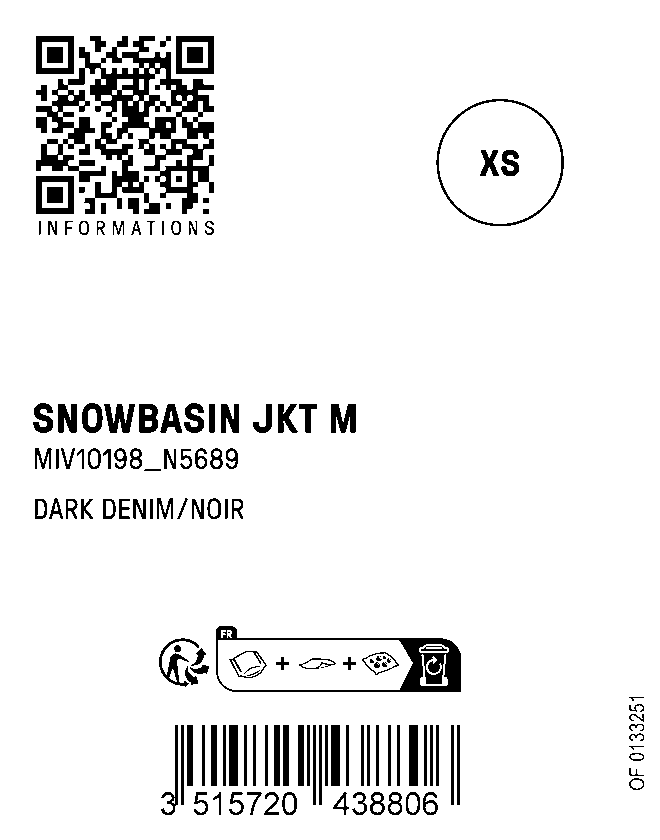 INFORMATIONS
XS
SNOWBASIN JKT M
MIV10198_N5689
DARK DENIM/NOIR
FR
3 515720 438806
OF 0133251